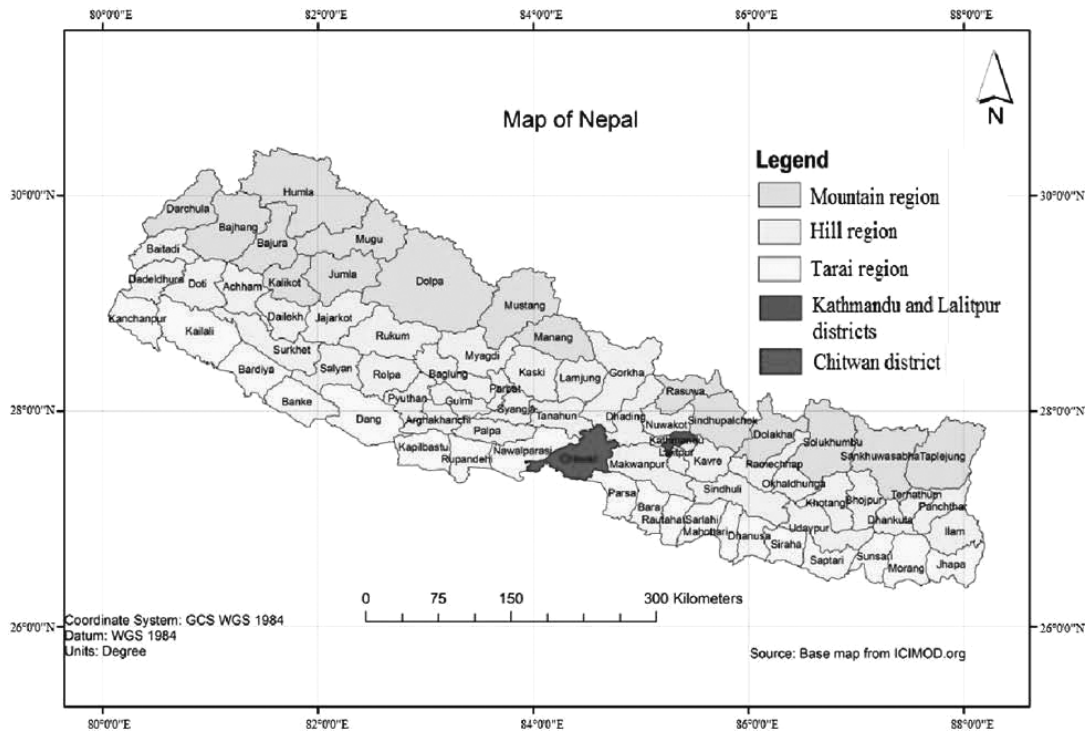 80°0'0"E 82°0'0"E 84°0'0"E 86°0'0"E 88°0'0"E
Map of Nepal
N
Legend
Mountain region
Hill region
Tarai region
Kathmandu and Lalitpur
districts
Chitwan district
30°0'0"N 30°0'0"N
28°0'0"N 28°0'0"N
26°0'0"N 26°0'0"N
Humla
Darchula
Bajhang
Bajura
Mugu
Baitadi
Dadeldhura
Doti
Achham
Kalikot
Jumla
Dolpa
Mustang
Manang
Kanchanpur
Kailali
Dailekh
Jajarkot
Rukum
Surkhet
Salyan
Rolpa
Myagdi
Baglung
Kaski
Lamjung
Gorkha
Bardiya
Banke
Dang
Pyuthan
Gulmi
Parbat
Syangja
Tanahun
Arghakhanchi
Palpa
Kapilbastu
Rupandehi
Nawalparasi
Dhading
Rasuwa
Nuwakot
Sindhupalchok
Kathmandu
Lalitpur
Kavre
Makwanpur
Dolakha
Ramechhap
Solukhumbu
Sankhuwasabha
Taplejung
Okhaldhunga
Sindhuli
Khotang
Bhojpur
Terhathum
Panchthar
Dhankuta
Ilam
Parsa
Bara
Rautahat
Sarlahi
Mahottari
Dhanusa
Siraha
Udaypur
Saptari
Sunsari
Morang
Jhapa
0 75 150 300 Kilometers
Coordinate System: GCS WGS 1984
Datum: WGS 1984
Units: Degree
Source: Base map from ICIMOD.org
80°0'0"E 82°0'0"E 84°0'0"E 86°0'0"E 88°0'0"E